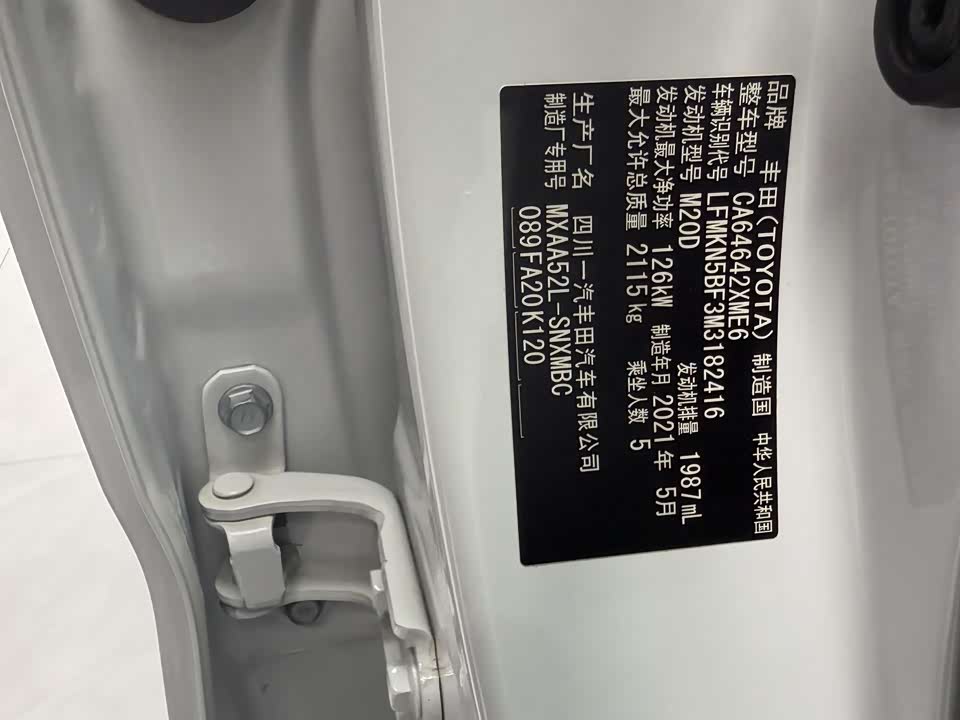 品牌 丰田(TOYOTA) 制造国 中华人民共和国
整车型号 CA64642XME6
车辆识别代号 LFMKN5BF3M3182416
发动机型号 M20D 发动机排量 1987mL
发动机最大净功率 126kW 制造年月 2021年 5月
最大允许总质量 2115kg 乘坐人数 5
生产厂名 四川一汽丰田汽车有限公司
制造厂专用号 MXAA52L-SNXMBC
089FA20K120